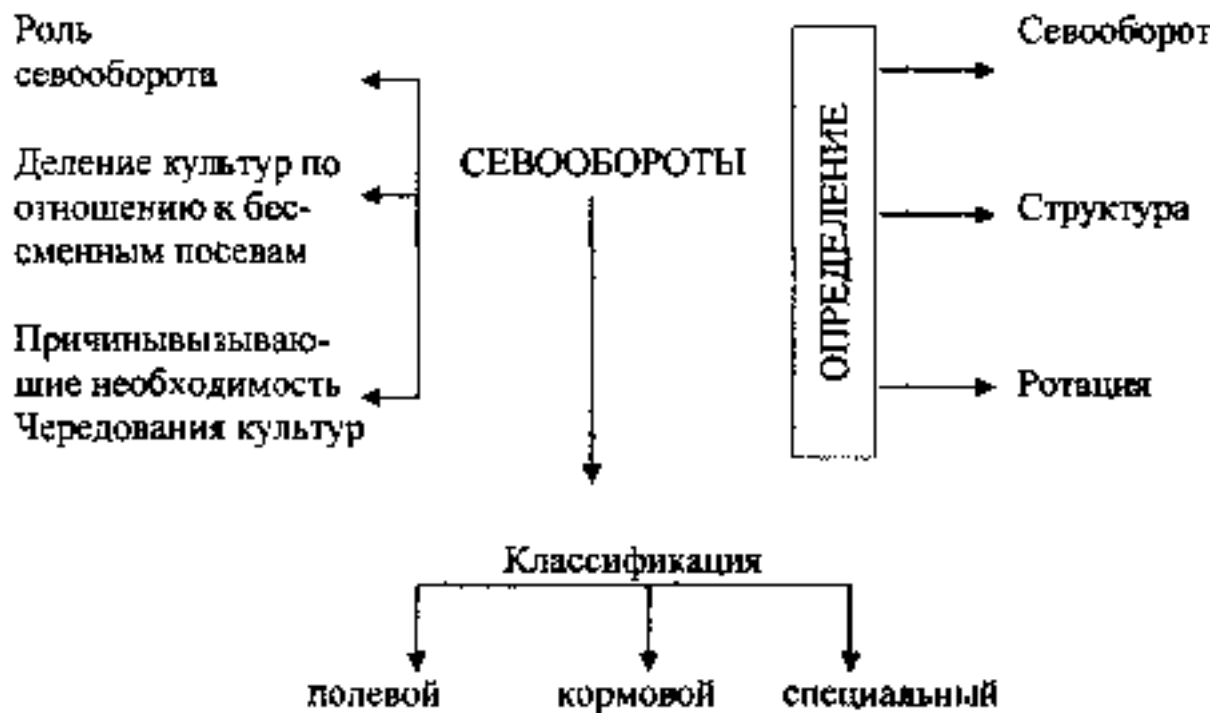 Роль
севооборота
Деление культур по
отношению к бес-
сменным посевам
Причинывызываю-
шие необходимость
Чередования культур
СЕВООБОРОТЫ
ОПРЕДЕЛЕНИЕ
Севооборот
Структура
Ротация
Классификация
полевой
кормовой
специальный